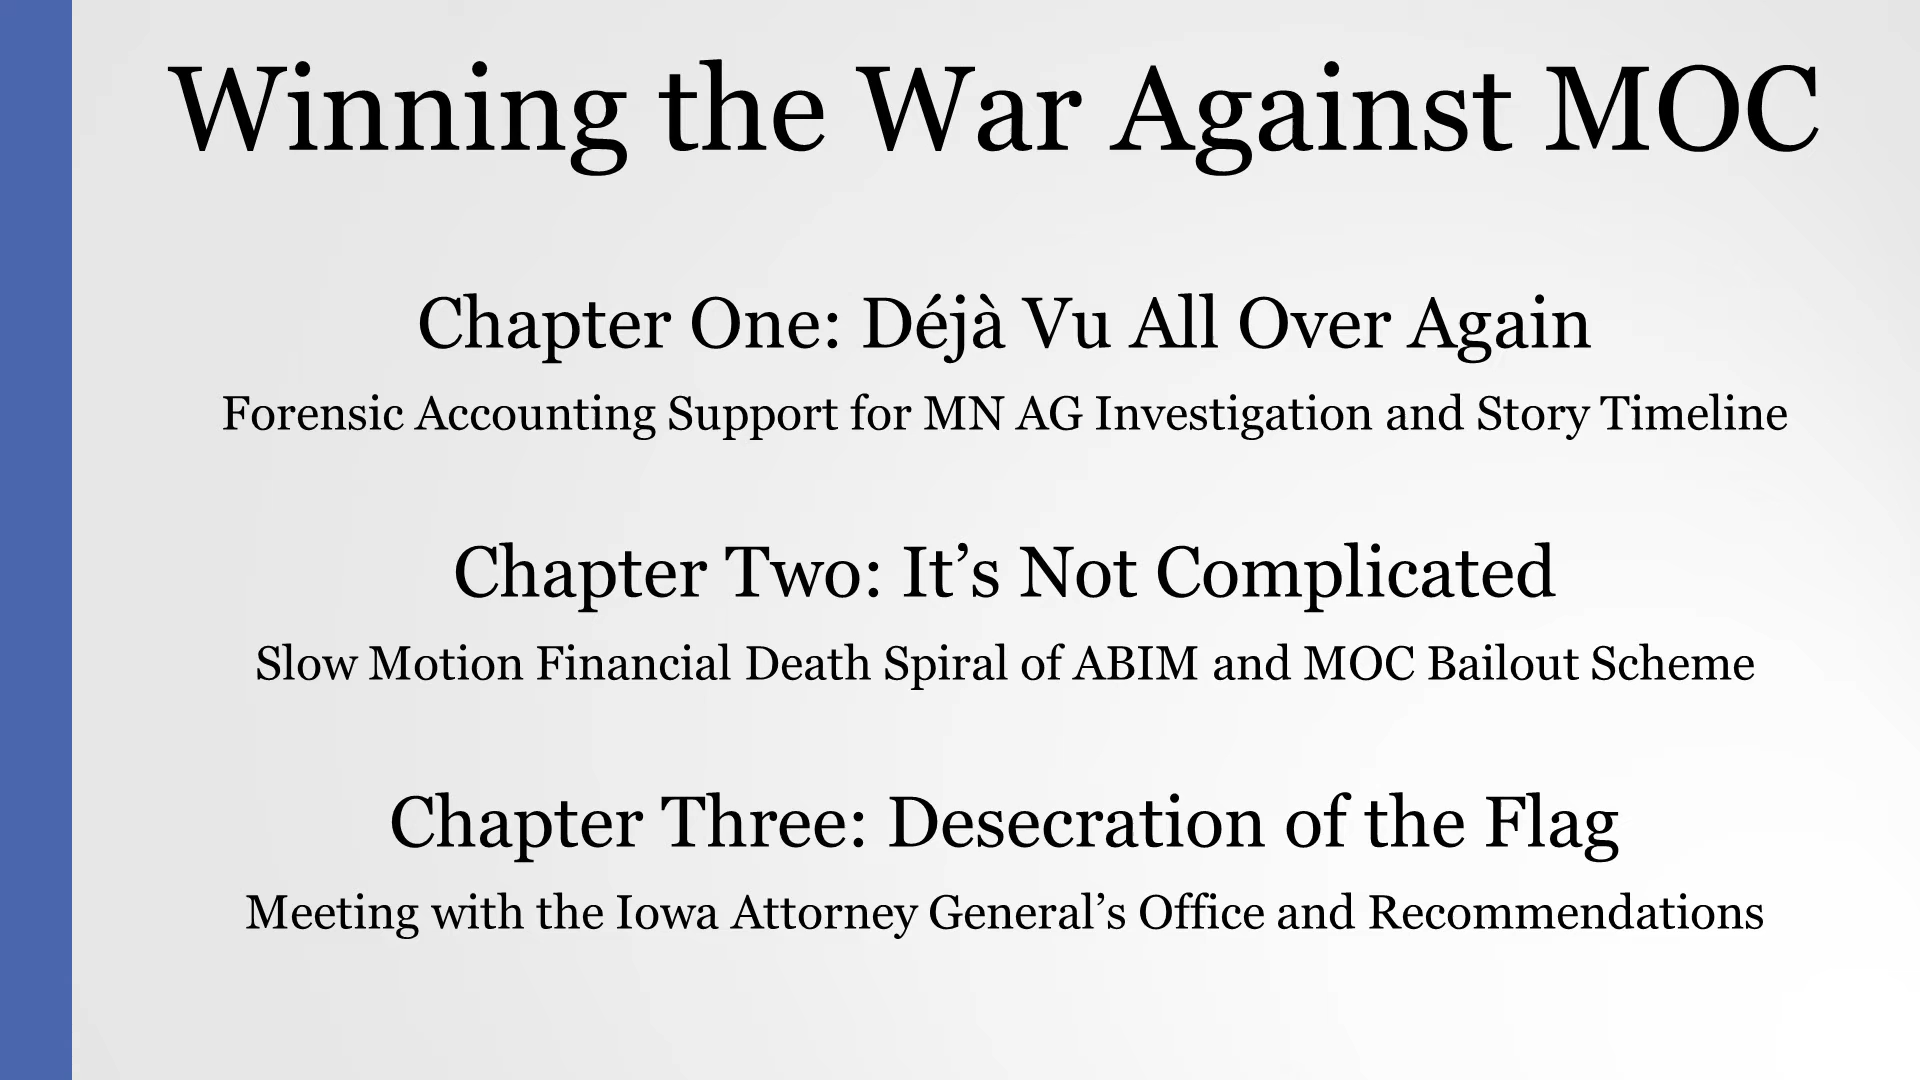 Winning the War Against MOC
Chapter One: Déjà Vu All Over Again
Forensic Accounting Support for MN AG Investigation and Story Timeline
Chapter Two: It’s Not Complicated
Slow Motion Financial Death Spiral of ABIM and MOC Bailout Scheme
Chapter Three: Desecration of the Flag
Meeting with the Iowa Attorney General’s Office and Recommendations